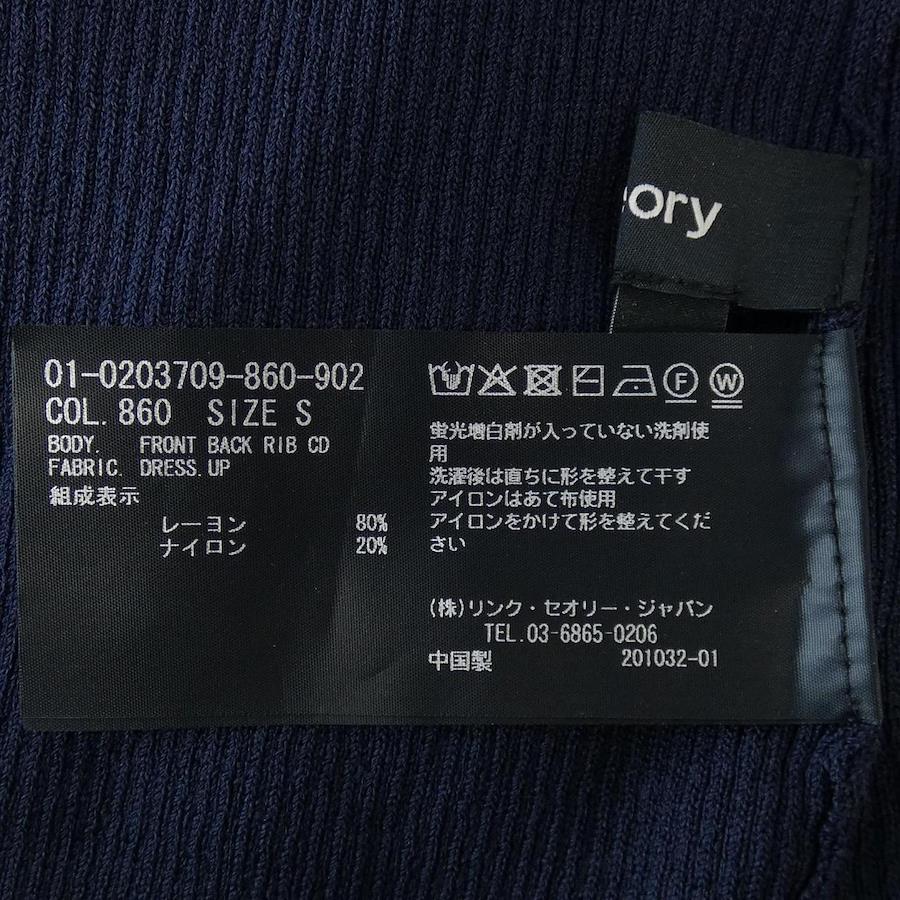 eory
01-0203709-860-902
COL. 860 SIZE S
BODY. FRONT BACK RIB CD
FABRIC. DRESS.UP
組成表示
レーヨン 80%
ナイロン 20%
F W
蛍光増白剤が入っていない洗剤使
用
洗濯後は直ちに形を整えて干す
アイロンはあて布使用
アイロンをかけて形を整えてくだ
さい
(株)リンク・セオリー・ジャパン
TEL.03-6865-0206
中国製 201032-01